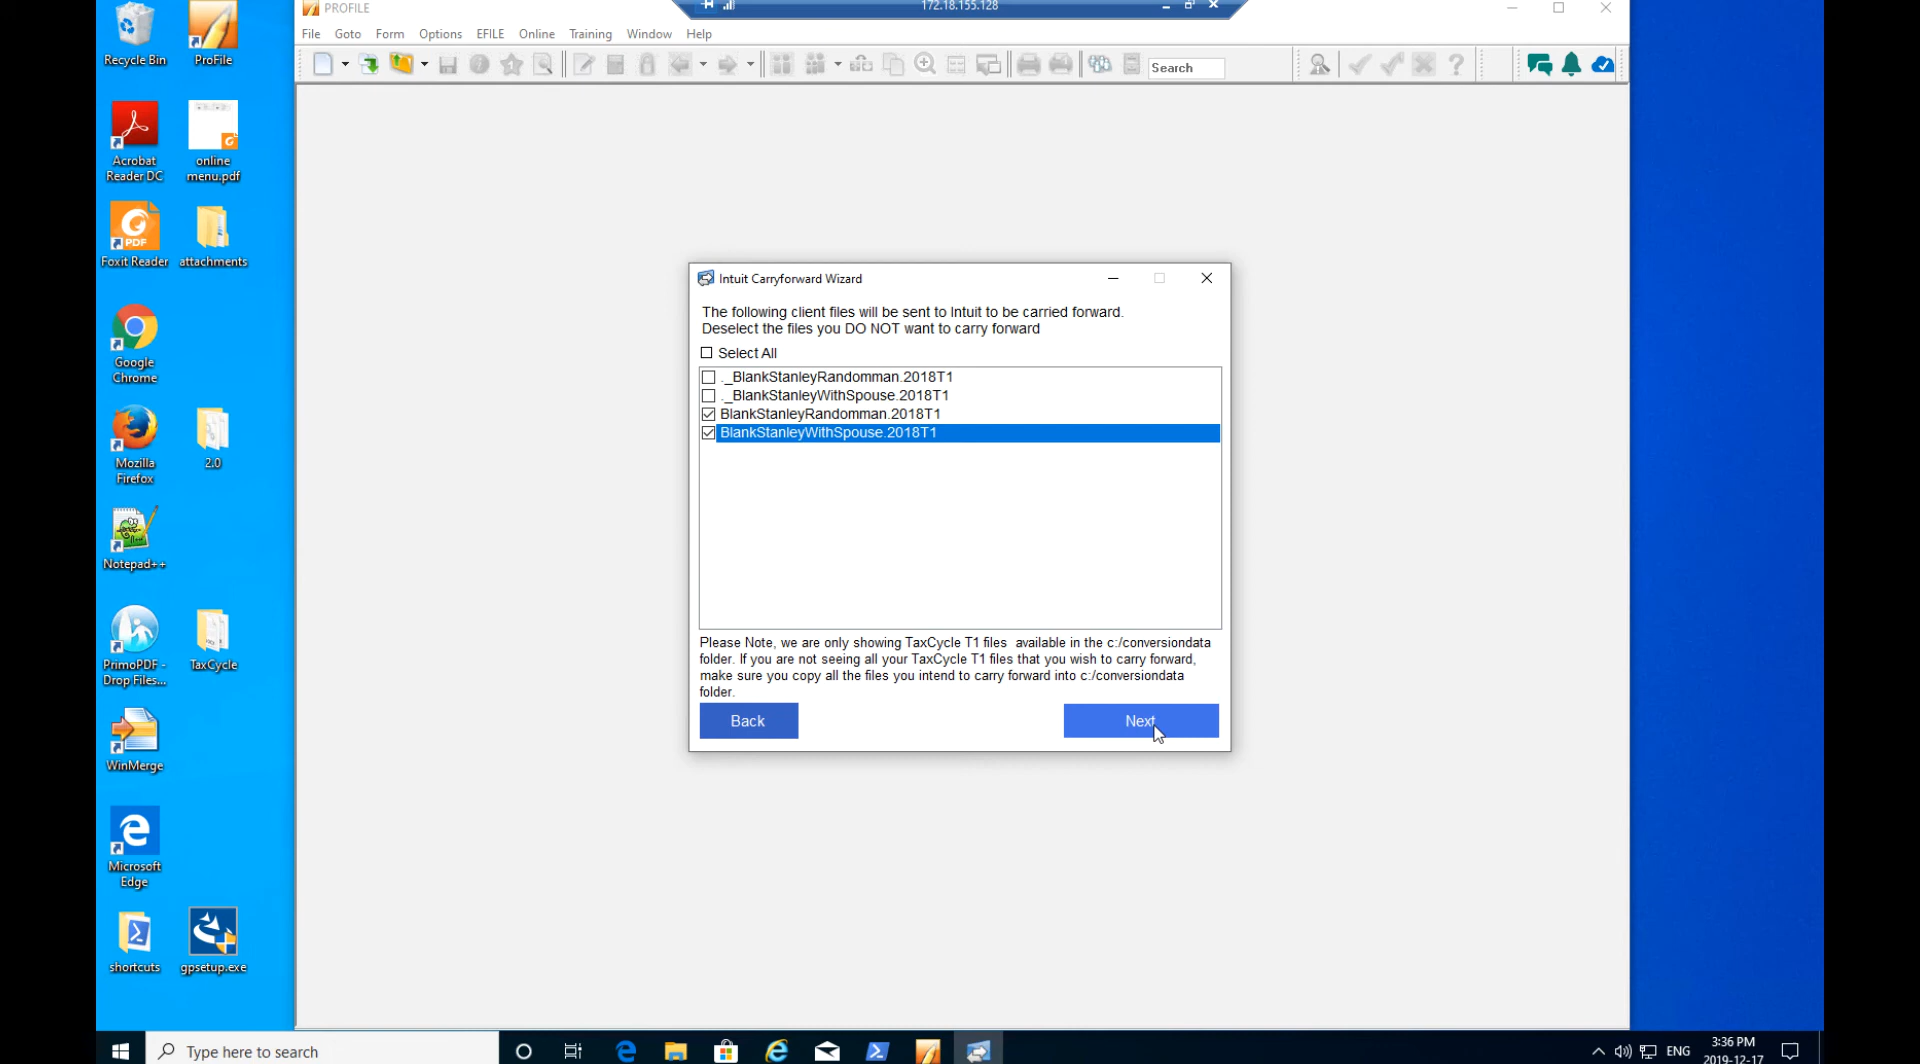 172.18.155.128
PROFILE
File Goto Form Options EFILE Online Training Window Help
Search
Recycle Bin
ProFile
Acrobat
Reader DC
online
menu.pdf
PDF
Foxit Reader
attachments
Google
Chrome
Mozilla
Firefox
2.0
Notepad++
PrimoPDF -
Drop Files...
TaxCycle
WinMerge
Microsoft
Edge
shortcuts
gpsetup.exe
Intuit Carryforward Wizard
The following client files will be sent to Intuit to be carried forward.
Deselect the files you DO NOT want to carry forward
Select All
._BlankStanleyRandomman.2018T1
._BlankStanleyWithSpouse.2018T1
BlankStanleyRandomman.2018T1
BlankStanleyWithSpouse.2018T1
Please Note, we are only showing TaxCycle T1 files available in the c:/conversiondata
folder. If you are not seeing all your TaxCycle T1 files that you wish to carry forward,
make sure you copy all the files you intend to carry forward into c:/conversiondata
folder.
Back
Next
Type here to search
ENG
3:36 PM
2019-12-17